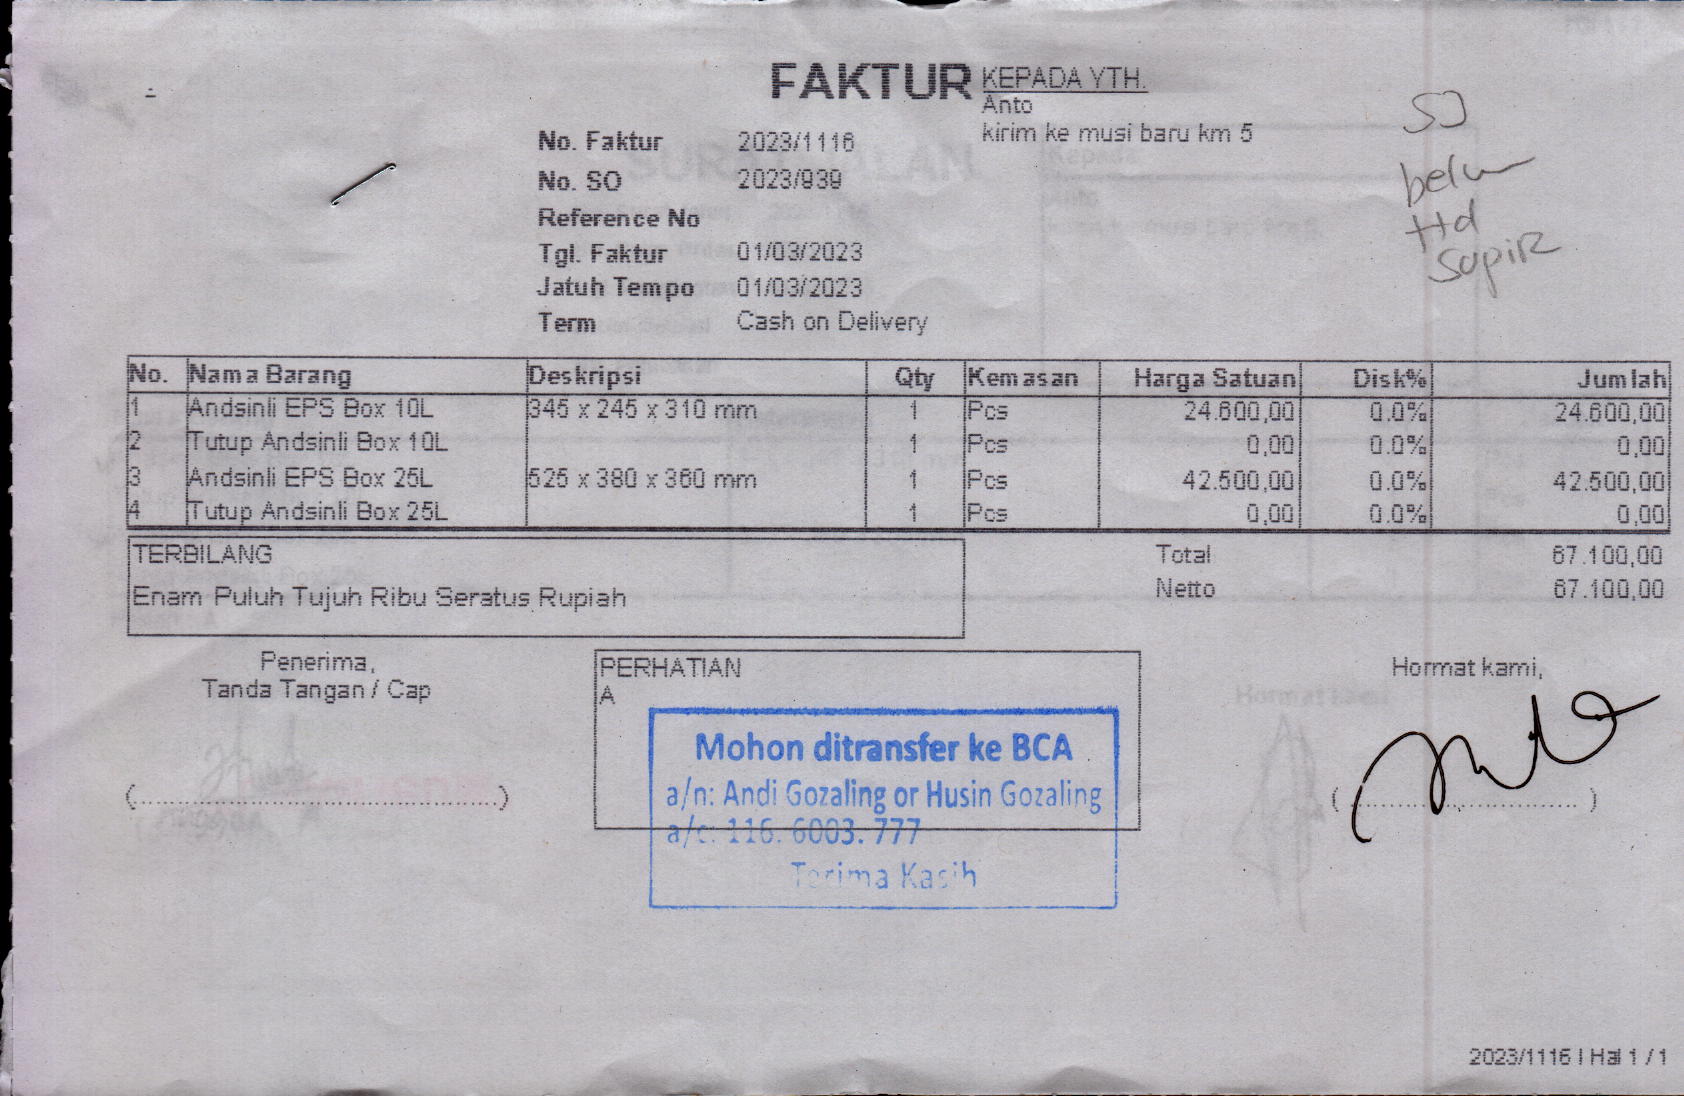 FAKTUR
KEPADA YTH.
Anto
kirim ke musi baru km 5
SJ
belum
ttd
sopir
No. Faktur 2023/1116
No. SO 2023/939
Reference No
Tgl. Faktur 01/03/2023
Jatuh Tempo 01/03/2023
Term Cash on Delivery
No. Nama Barang Deskripsi Qty Kemasan Harga Satuan Disk% Jumlah
1 Andsinli EPS Box 10L 345 x 245 x 310 mm 1 Pcs 24.600,00 0.0% 24.600,00
2 Tutup Andsinli Box 10L 1 Pcs 0,00 0.0% 0,00
3 Andsinli EPS Box 25L 525 x 380 x 360 mm 1 Pcs 42.500,00 0.0% 42.500,00
4 Tutup Andsinli Box 25L 1 Pcs 0,00 0.0% 0,00
TERBILANG
Enam Puluh Tujuh Ribu Seratus Rupiah
Total 67.100,00
Netto 67.100,00
Penerima,
Tanda Tangan / Cap
PERHATIAN
A
Mohon ditransfer ke BCA
a/n: Andi Gozaling or Husin Gozaling
a/c: 116. 6003. 777
Terima Kasih
Hormat kami,
2023/1116 | Hal 1 / 1